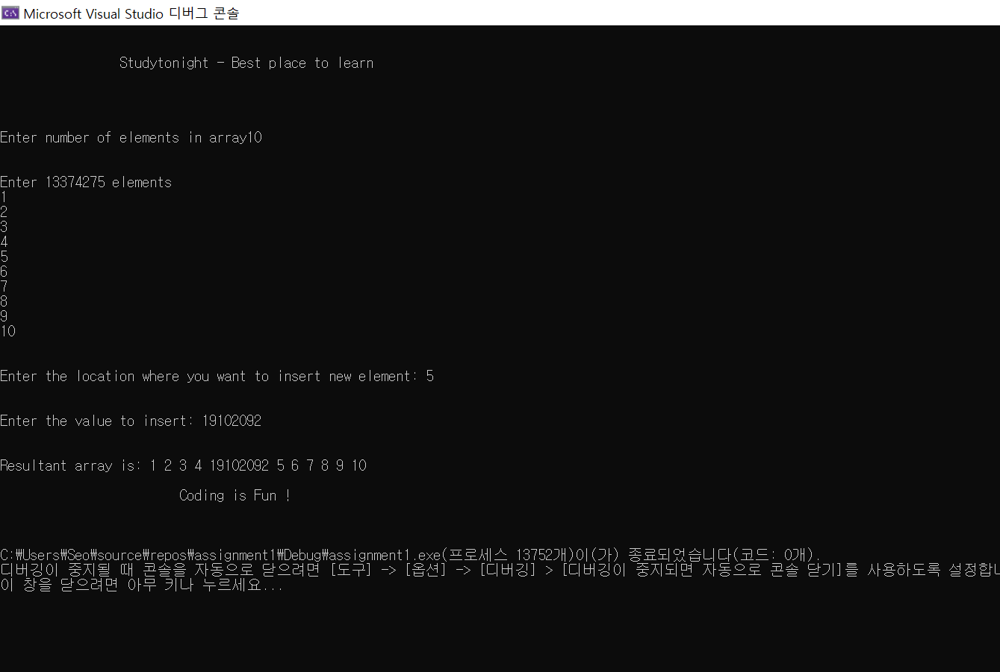 Microsoft Visual Studio 디버그 콘솔
Studytonight - Best place to learn
Enter number of elements in array10
Enter 13374275 elements
1
2
3
4
5
6
7
8
9
10
Enter the location where you want to insert new element: 5
Enter the value to insert: 19102092
Resultant array is: 1 2 3 4 19102092 5 6 7 8 9 10
Coding is Fun !
C:₩Users₩Seo₩source₩repos₩assignment1₩Debug₩assignment1.exe(프로세스 13752개)이(가) 종료되었습니다(코드: 0개).
디버깅이 중지될 때 콘솔을 자동으로 닫으려면 [도구] -> [옵션] -> [디버깅] > [디버깅이 중지되면 자동으로 콘솔 닫기]를 사용하도록 설정합니
이 창을 닫으려면 아무 키나 누르세요...